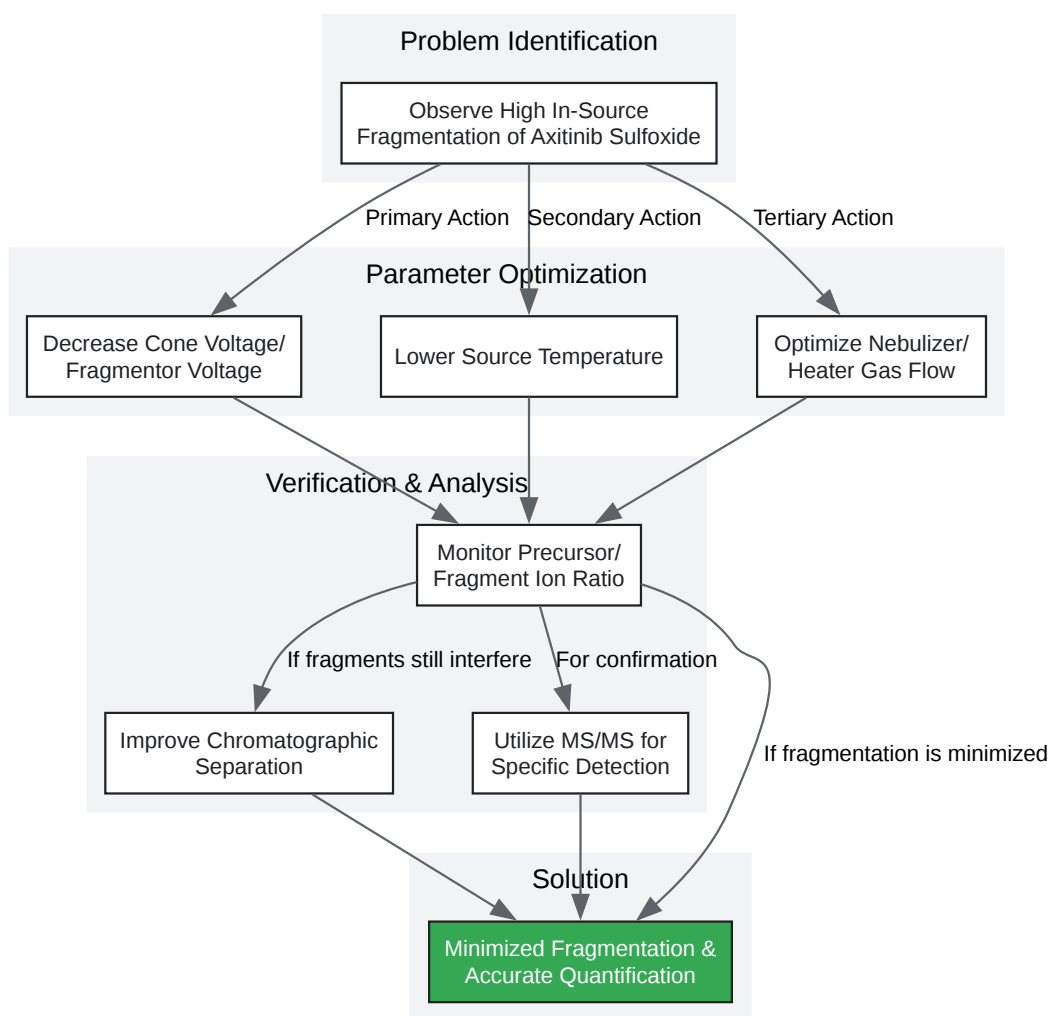 Problem Identification
Observe High In-Source
Fragmentation of Axitinib Sulfoxide
Primary Action
Secondary Action
Tertiary Action
Parameter Optimization
Decrease Cone Voltage/
Fragmentor Voltage
Lower Source Temperature
Optimize Nebulizer/
Heater Gas Flow
Verification & Analysis
Monitor Precursor/
Fragment Ion Ratio
If fragments still interfere
For confirmation
If fragmentation is minimized
Improve Chromatographic
Separation
Utilize MS/MS for
Specific Detection
Solution
Minimized Fragmentation &
Accurate Quantification